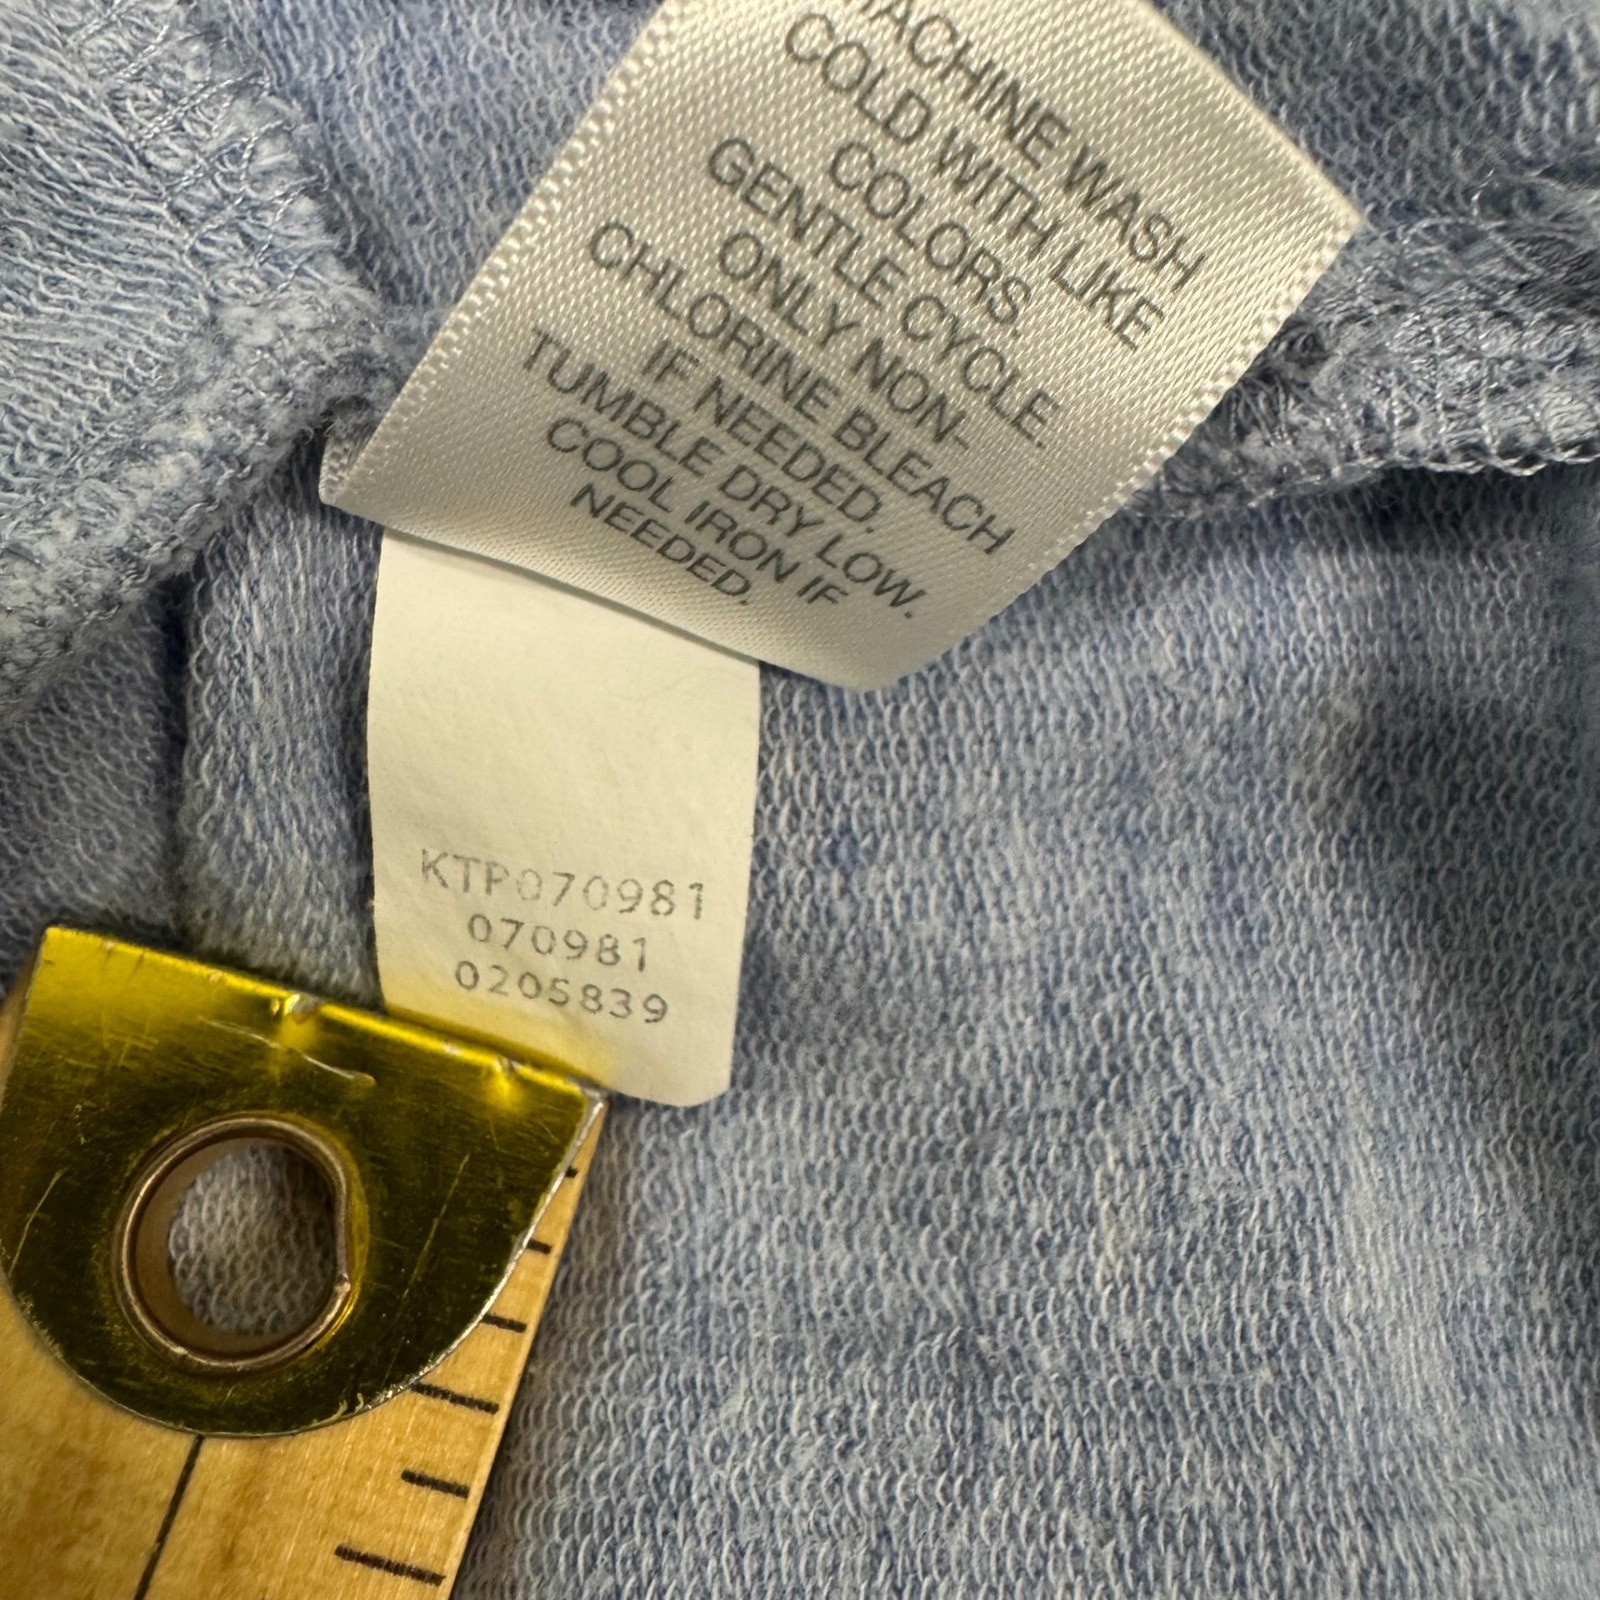 MACHINE WASH
COLD WITH LIKE
COLORS.
GENTLE CYCLE.
ONLY NON-
CHLORINE BLEACH
IF NEEDED.
TUMBLE DRY LOW.
COOL IRON IF
NEEDED.
KTP070981
070981
0205839